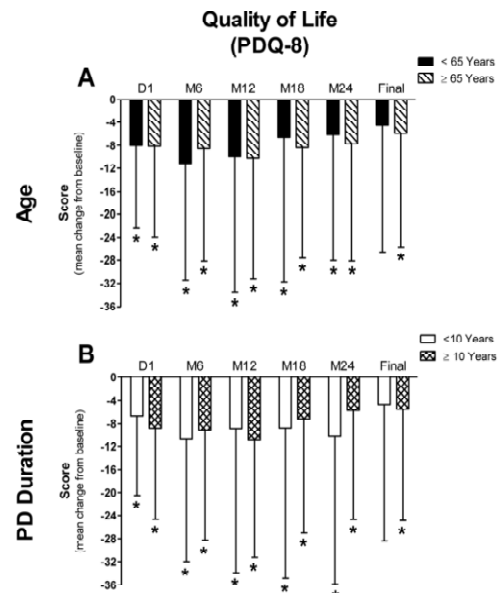 Quality of Life
(PDQ-8)
< 65 Years
≥ 65 Years
A
D1 M6 M12 M18 M24 Final
0
-4
-8
-12
-16
-20
-24
-28
-32
-36
Age
Score
(mean change from baseline)
* * * * * * * * * * *
<10 Years
≥ 10 Years
B
D1 M6 M12 M18 M24 Final
0
-4
-8
-12
-16
-20
-24
-28
-32
-36
PD Duration
Score
(mean change from baseline)
* * * * * * * * * * *